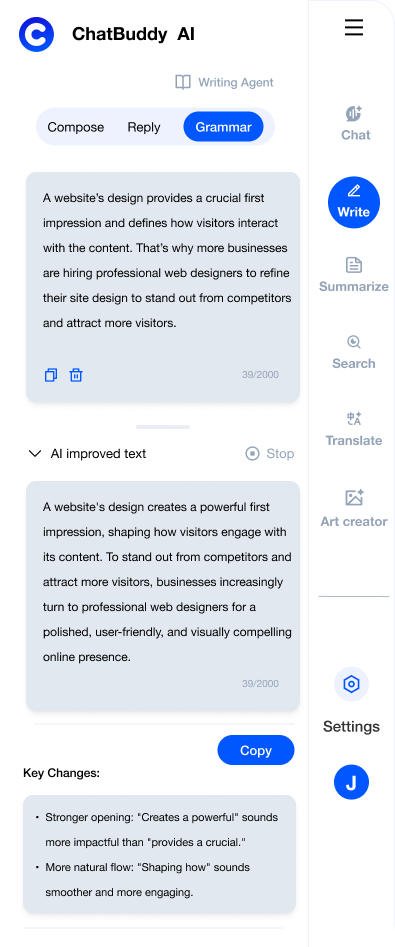 ChatBuddy AI
Writing Agent
Compose Reply Grammar
A website's design provides a crucial first
impression and defines how visitors interact
with the content. That's why more businesses
are hiring professional web designers to refine
their site design to stand out from competitors
and attract more visitors.
39/2000
AI improved text
Stop
A website's design creates a powerful first
impression, shaping how visitors engage with
its content. To stand out from competitors and
attract more visitors, businesses increasingly
turn to professional web designers for a
polished, user-friendly, and visually compelling
online presence.
39/2000
Copy
Key Changes:
• Stronger opening: "Creates a powerful" sounds
more impactful than "provides a crucial."
• More natural flow: "Shaping how" sounds
smoother and more engaging.
Chat
Write
Summarize
Search
Translate
Art creator
Settings
J